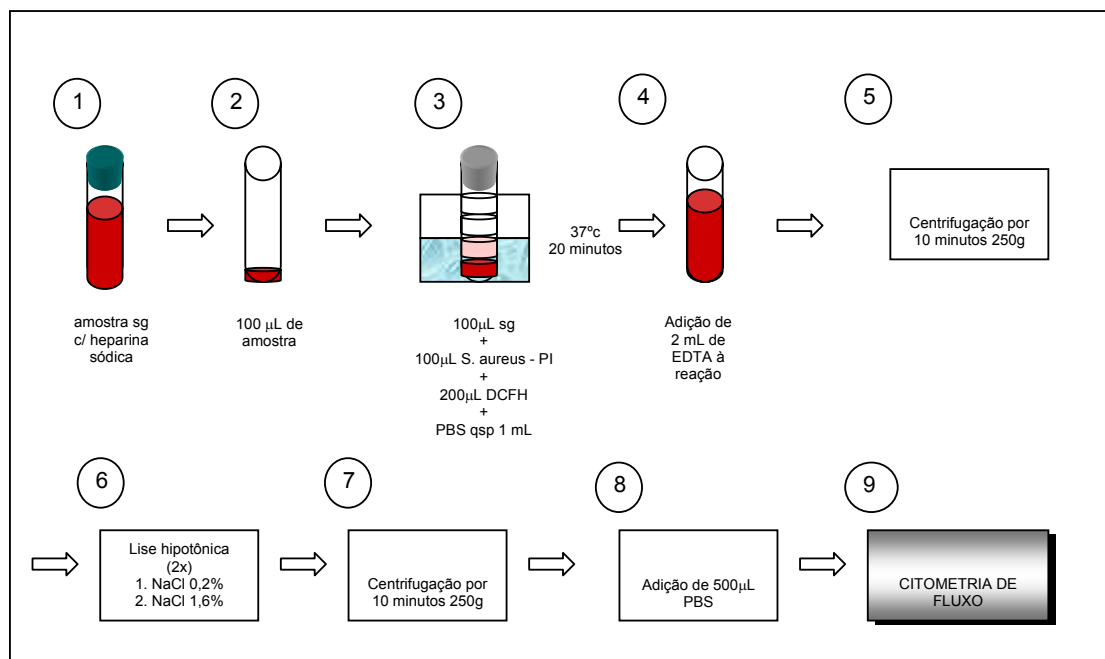 1
2
3
4
5
amostra sg
c/ heparina
sódica
100 μL de
amostra
37ºc
20 minutos
100μL sg
+
100μL S. aureus - PI
+
200μL DCFH
+
PBS qsp 1 mL
Adição de
2 mL de
EDTA à
reação
Centrifugação por
10 minutos 250g
6
7
8
9
Lise hipotônica
(2x)
1. NaCl 0,2%
2. NaCl 1,6%
Centrifugação por
10 minutos 250g
Adição de 500μL
PBS
CITOMETRIA DE
FLUXO